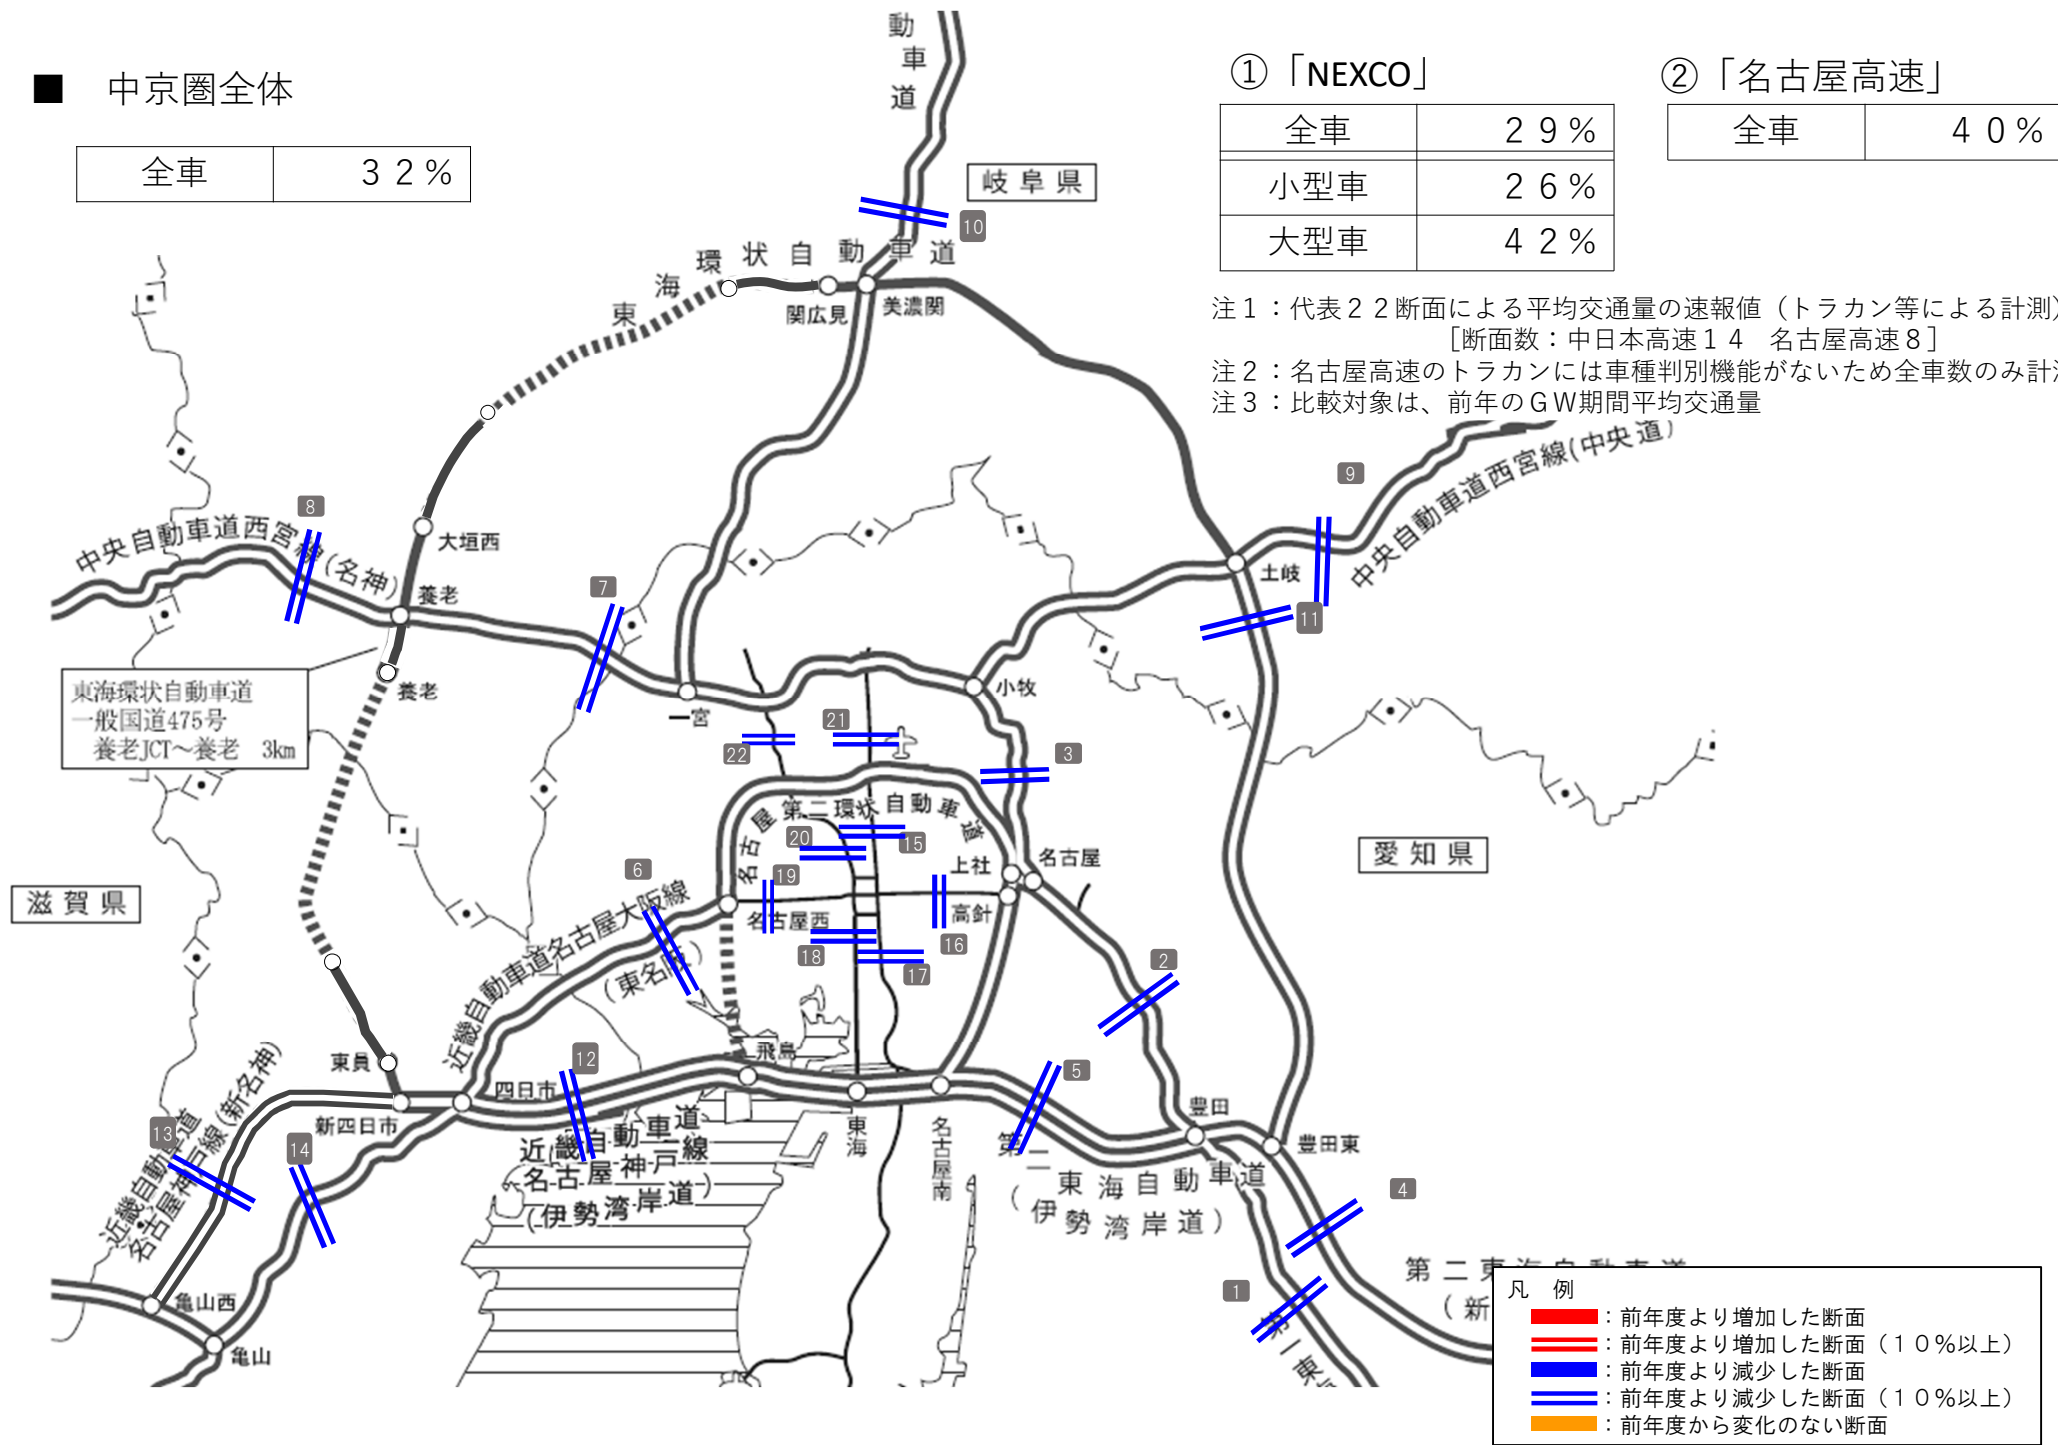 ■ 中京圏全体
全車 ３２%
①「NEXCO」
全車 ２９%
小型車 ２６%
大型車 ４２%
②「名古屋高速」
全車 ４０%
注１：代表２２断面による平均交通量の速報値（トラカン等による計測）
［断面数：中日本高速１４　名古屋高速８］
注２：名古屋高速のトラカンには車種判別機能がないため全車数のみ計
注３：比較対象は、前年のＧＷ期間平均交通量
動車道
岐阜県
10
東海環状自動車道
関広見
美濃関
中央自動車道西宮線(中央道)
9
8
中央自動車道西宮線(名神)
大垣西
養老
7
土岐
11
養老
東海環状自動車道
一般国道475号
養老JCT～養老　3km
一宮
小牧
22
21
3
名古屋第二環状自動車道
20
15
上社
名古屋
愛知県
滋賀県
6
19
名古屋西
高針
16
18
17
2
近畿自動車道名古屋大阪線
(東名阪)
飛島
東員
12
四日市
5
新四日市
近畿自動車道
名古屋神戸線(新名神)
13
14
近畿自動車道
名古屋神戸線
(伊勢湾岸道)
東海
名古屋南
豊田
豊田東
第二東海自動車道
(伊勢湾岸道)
4
1
亀山西
亀山
第一東
第二東海自動車道
(新
凡　例
：前年度より増加した断面
：前年度より増加した断面（１０%以上）
：前年度より減少した断面
：前年度より減少した断面（１０%以上）
：前年度から変化のない断面